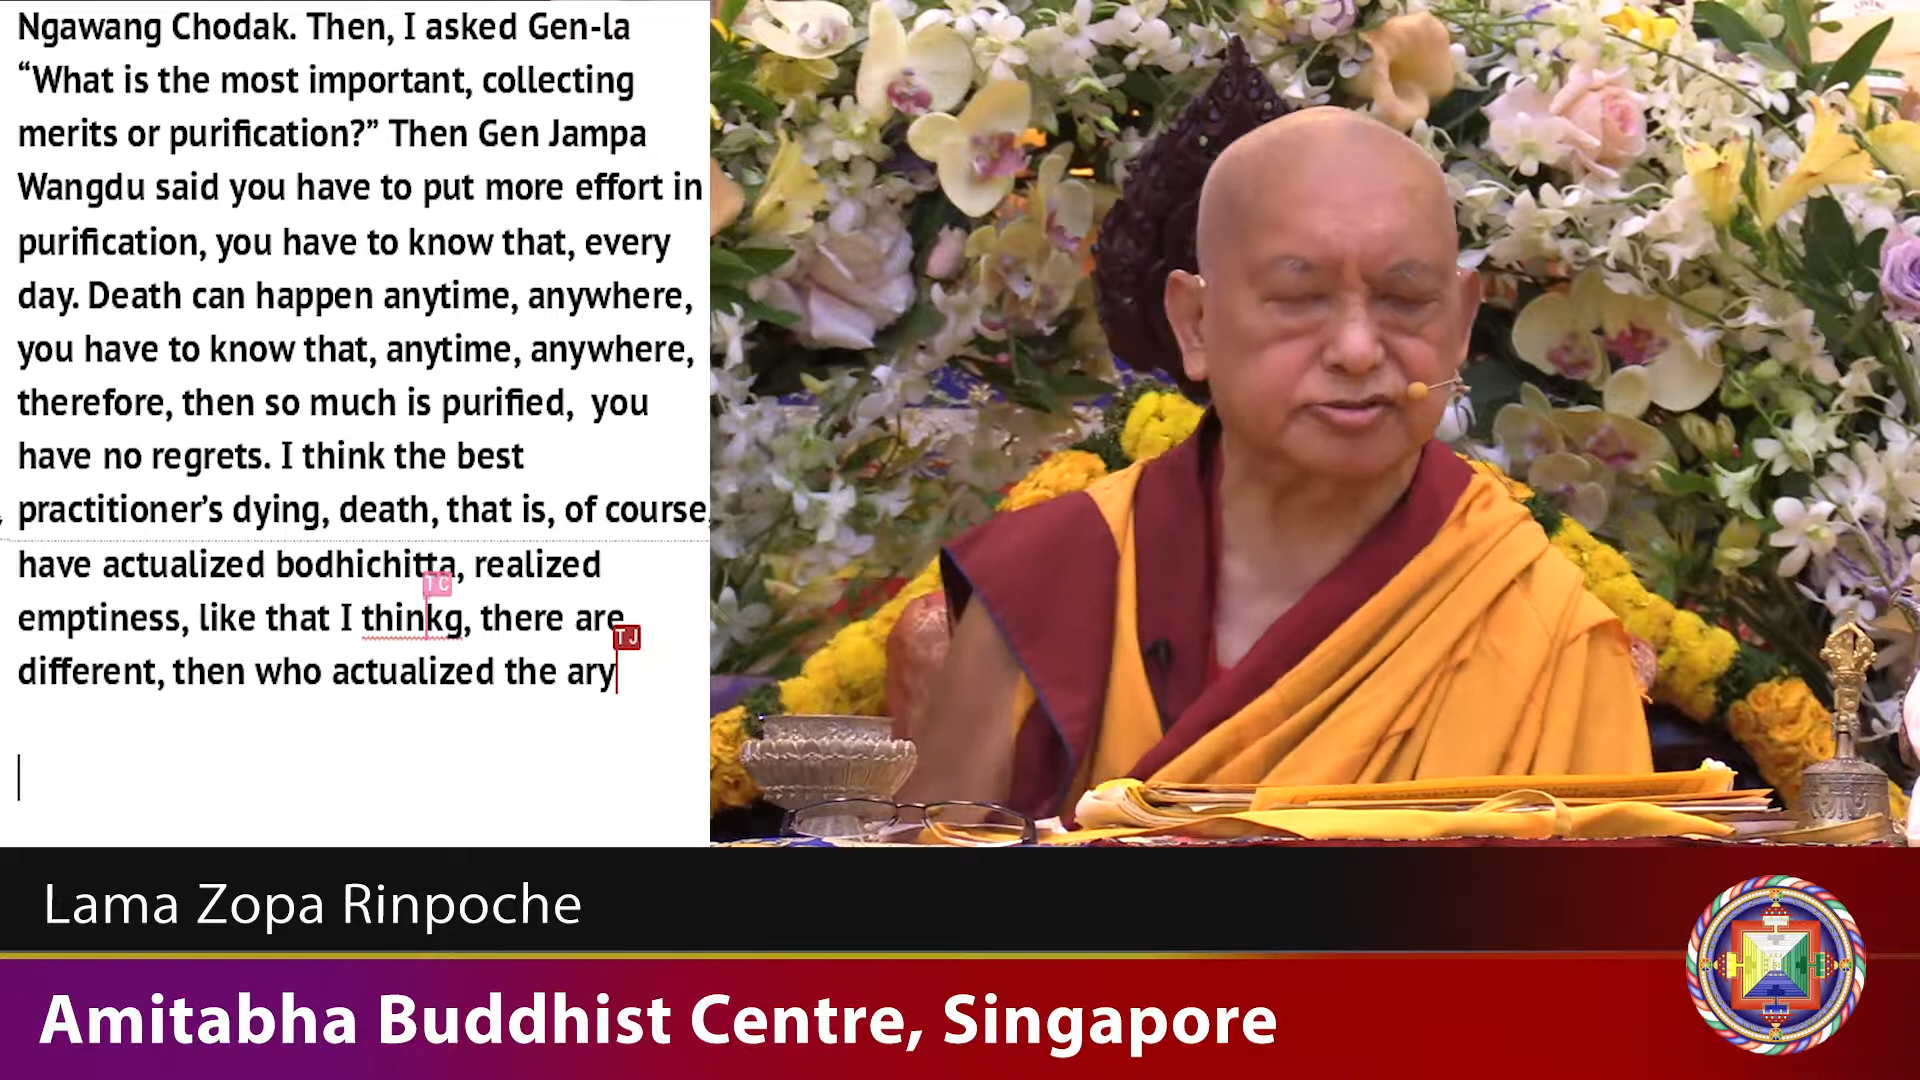 Ngawang Chodak. Then, I asked Gen-la
“What is the most important, collecting
merits or purification?” Then Gen Jampa
Wangdu said you have to put more effort in
purification, you have to know that, every
day. Death can happen anytime, anywhere,
you have to know that, anytime, anywhere,
therefore, then so much is purified,  you
have no regrets. I think the best
practitioner’s dying, death, that is, of course,
have actualized bodhichitta, realized
TC
emptiness, like that I thinkg, there are
TJ
different, then who actualized the ary
Lama Zopa Rinpoche
Amitabha Buddhist Centre, Singapore